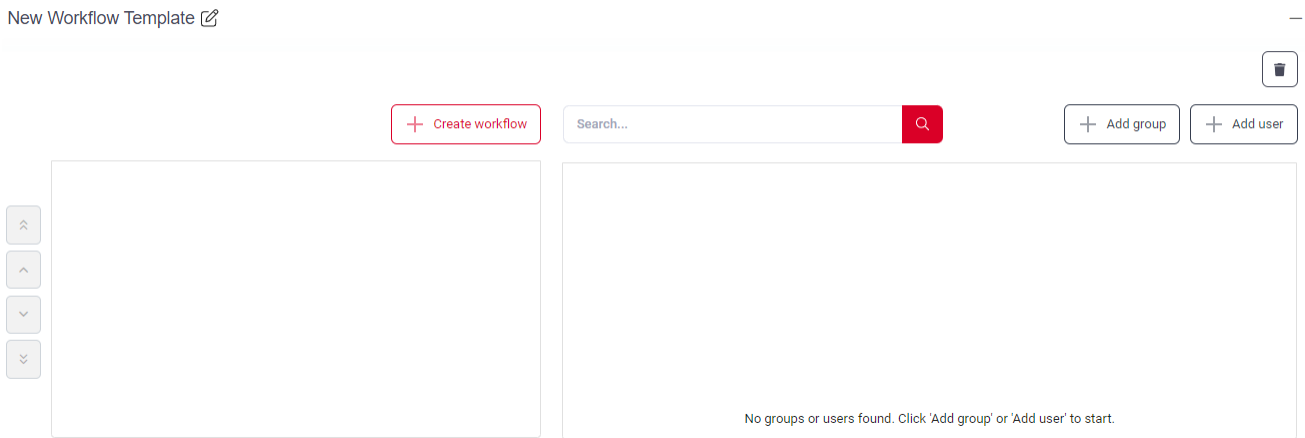 New Workflow Template
Create workflow
Search...
Add group
Add user
No groups or users found. Click 'Add group' or 'Add user' to start.